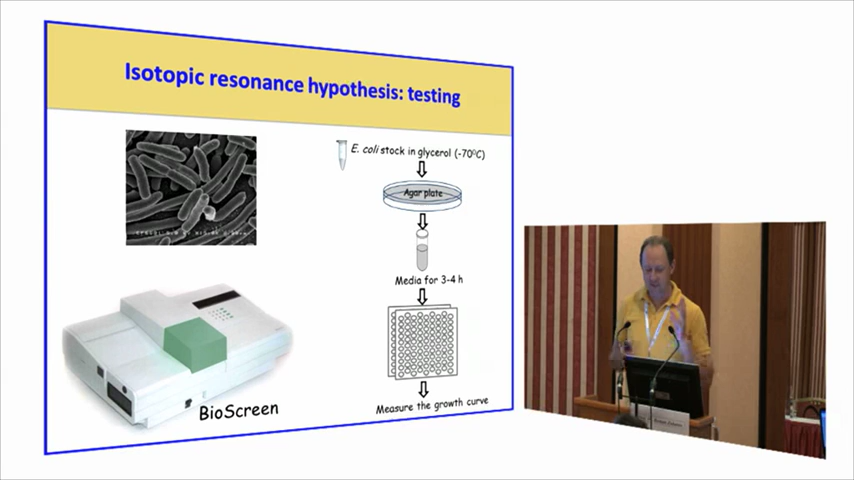 Isotopic resonance hypothesis: testing
E. coli stock in glycerol (-70⁰C)
Agar plate
Media for 3-4 h
BioScreen
Measure the growth curve